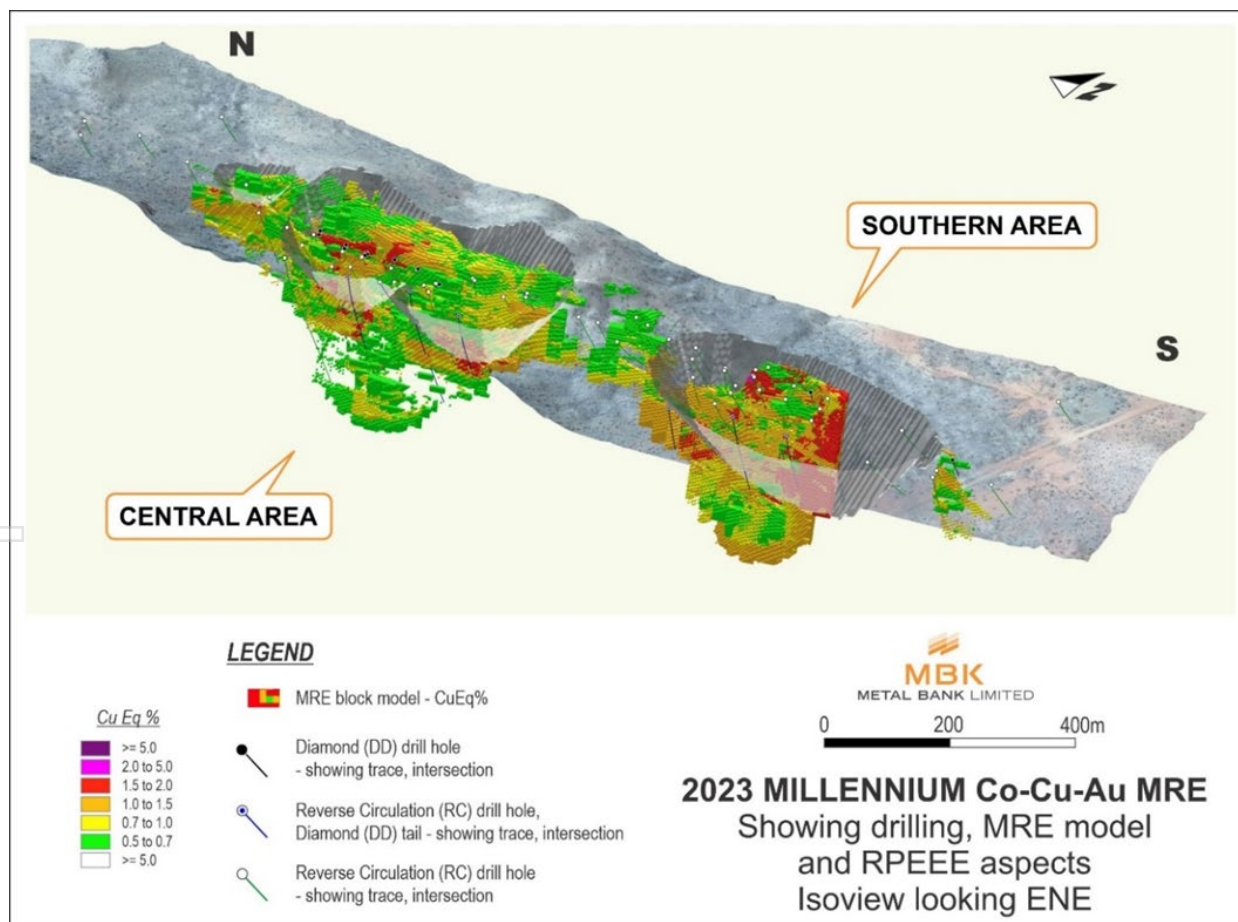 N
N
SOUTHERN AREA
S
CENTRAL AREA
LEGEND
MRE block model - CuEq%
Cu Eq %
>= 5.0
2.0 to 5.0
1.5 to 2.0
1.0 to 1.5
0.7 to 1.0
0.5 to 0.7
>= 5.0
Diamond (DD) drill hole
- showing trace, intersection
Reverse Circulation (RC) drill hole,
Diamond (DD) tail - showing trace, intersection
Reverse Circulation (RC) drill hole
- showing trace, intersection
MBK
METAL BANK LIMITED
0 200 400m
2023 MILLENNIUM Co-Cu-Au MRE
Showing drilling, MRE model
and RPEEE aspects
Isoview looking ENE